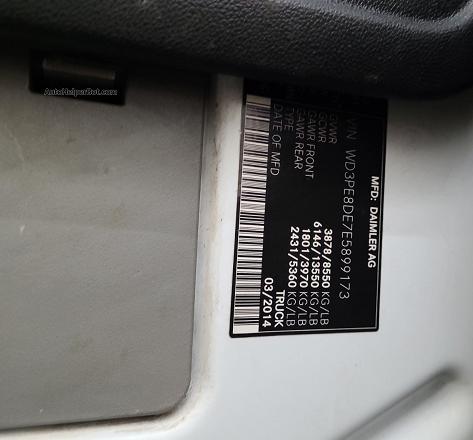 AutoHelperBot.com
MFD: DAIMLER AG
VIN WD3PE8DE7E5899173
GVWR 3878/8550 KG/LB
GCWR 6146/13550 KG/LB
GAWR FRONT 1801/3970 KG/LB
GAWR REAR 2431/5360 KG/LB
TYPE TRUCK
DATE OF MFD 03/2014